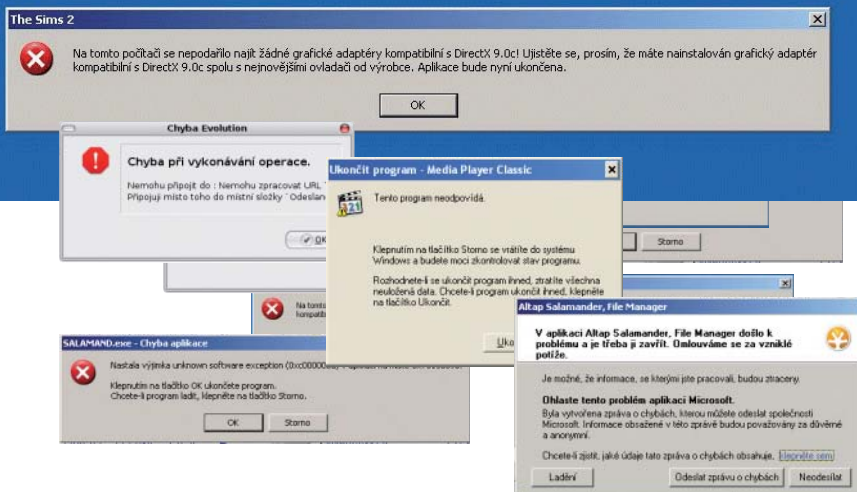 The Sims 2
Na tomto počítači se nepodařilo najít žádné grafické adaptéry kompatibilní s DirectX 9.0c! Ujistěte se, prosím, že máte nainstalován grafický adaptér
kompatibilní s DirectX 9.0c spolu s nejnovějšími ovladači od výrobce. Aplikace bude nyní ukončena.
OK
Chyba Evolution
Chyba při vykonávání operace.
Nemohu připojit do : Nemohu zpracovat URL `
Připojuji místo toho do místní složky `Odeslan
OK
Ukončit program - Media Player Classic
321
Tento program neodpovídá.
Klepnutím na tlačítko Storno se vrátíte do systému
Windows a budete moci zkontrolovat stav programu.
Rozhodnete-li se ukončit program ihned, ztratíte všechna
neuložená data. Chcete-li program ukončit ihned, klepněte
na tlačítko Ukončit.
Uko
Storno
Na tomto
kompatib
SALAMAND.exe - Chyba aplikace
Nastala výjimka unknown software exception
Klepnutím na tlačítko OK ukončete program.
Chcete-li program ladit, klepněte na tlačítko Storno.
OK
Storno
Altap Salamander, File Manager
V aplikaci Altap Salamander, File Manager došlo k
problému a je třeba ji zavřít. Omlouváme se za vzniklé
potíže.
Je možné, že informace, se kterými jste pracovali, budou ztraceny.
Ohlaste tento problém aplikaci Microsoft.
Byla vytvořena zpráva o chybách, kterou můžete odeslat společnosti
Microsoft. Informace obsažené v této zprávě budou považovány za důvěrné
a anonymní.
Chcete-li zjistit, jaké údaje tato zpráva o chybách obsahuje, klepněte sem.
Ladění
Odeslat zprávu o chybách
Neodesílat